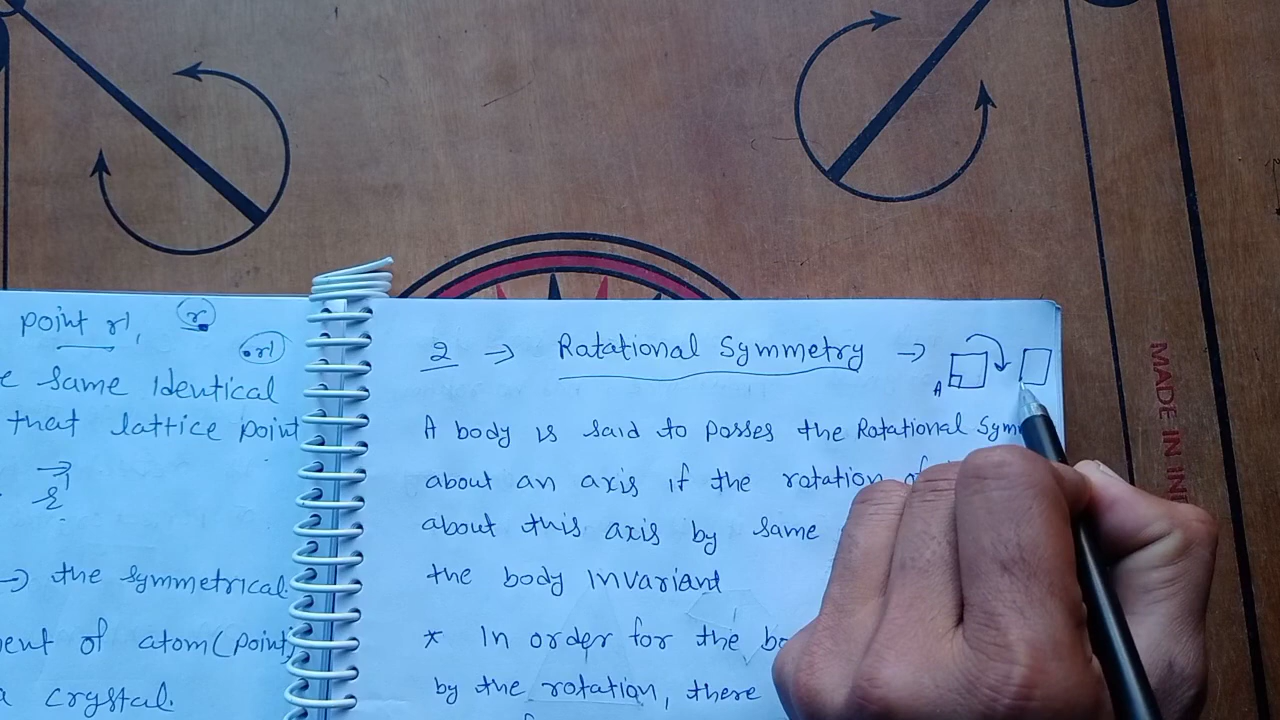 point r',
r
.r'
e same identical
that lattice point
→ the symmetrical
ent of atom (point)
a crystal.
2 → Rotational Symmetry →
A
A body is said to posses the Rotational Sym
about an axis if the rotation of
about this axis by same
the body invariant
* In order for the bo
by the rotation, there
MADE IN IN